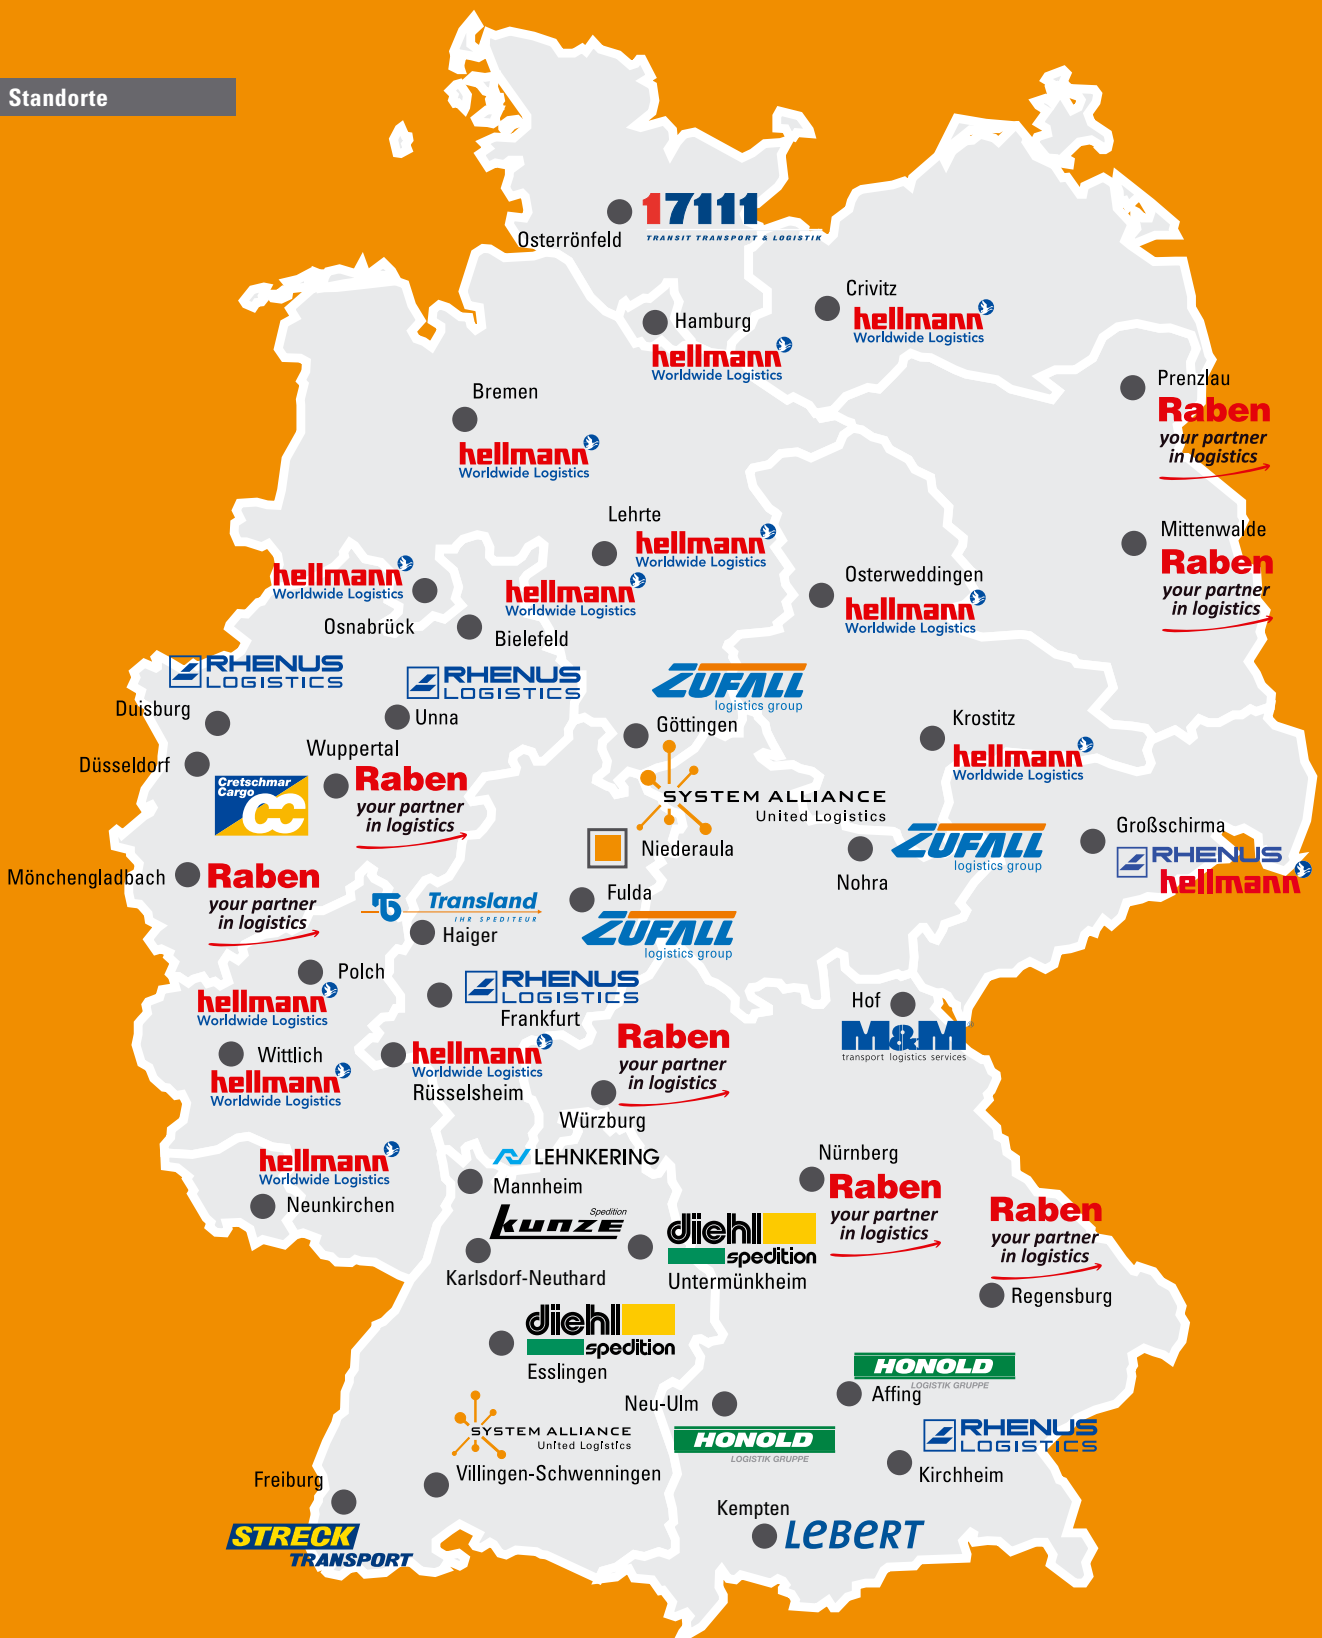 Standorte
17111
TRANSIT TRANSPORT & LOGISTIK
Osterrönfeld
Crivitz
hellmann
Worldwide Logistics
Hamburg
hellmann
Worldwide Logistics
Prenzlau
Raben
your partner
in logistics
Bremen
hellmann
Worldwide Logistics
Lehrte
hellmann
Worldwide Logistics
Mittenwalde
Raben
your partner
in logistics
hellmann
Worldwide Logistics
Osnabrück
hellmann
Worldwide Logistics
Bielefeld
Osterweddingen
hellmann
Worldwide Logistics
RHENUS
LOGISTICS
Duisburg
RHENUS
LOGISTICS
Unna
ZUFALL
logistics group
Göttingen
Krostitz
hellmann
Worldwide Logistics
Düsseldorf
Cretschmar
Cargo
CC
Wuppertal
Raben
your partner
in logistics
SYSTEM ALLIANCE
United Logistics
Niederaula
ZUFALL
logistics group
Nohra
Großschirma
RHENUS
hellmann
Mönchengladbach
Raben
your partner
in logistics
Transland
IHR SPEDITEUR
Haiger
Fulda
ZUFALL
logistics group
Polch
hellmann
Worldwide Logistics
RHENUS
LOGISTICS
Frankfurt
Hof
M&M
transport logistics services
Wittlich
hellmann
Worldwide Logistics
hellmann
Worldwide Logistics
Rüsselsheim
Raben
your partner
in logistics
Würzburg
hellmann
Worldwide Logistics
Neunkirchen
LEHNKERING
Mannheim
Nürnberg
Raben
your partner
in logistics
Spedition
kunze
Karlsdorf-Neuthard
diehl
spedition
Untermünkheim
Raben
your partner
in logistics
Regensburg
diehl
spedition
Esslingen
HONOLD
LOGISTIK GRUPPE
Affing
Neu-Ulm
HONOLD
LOGISTIK GRUPPE
SYSTEM ALLIANCE
United Logistics
Villingen-Schwenningen
RHENUS
LOGISTICS
Kirchheim
Freiburg
STRECK
TRANSPORT
Kempten
LEBERT